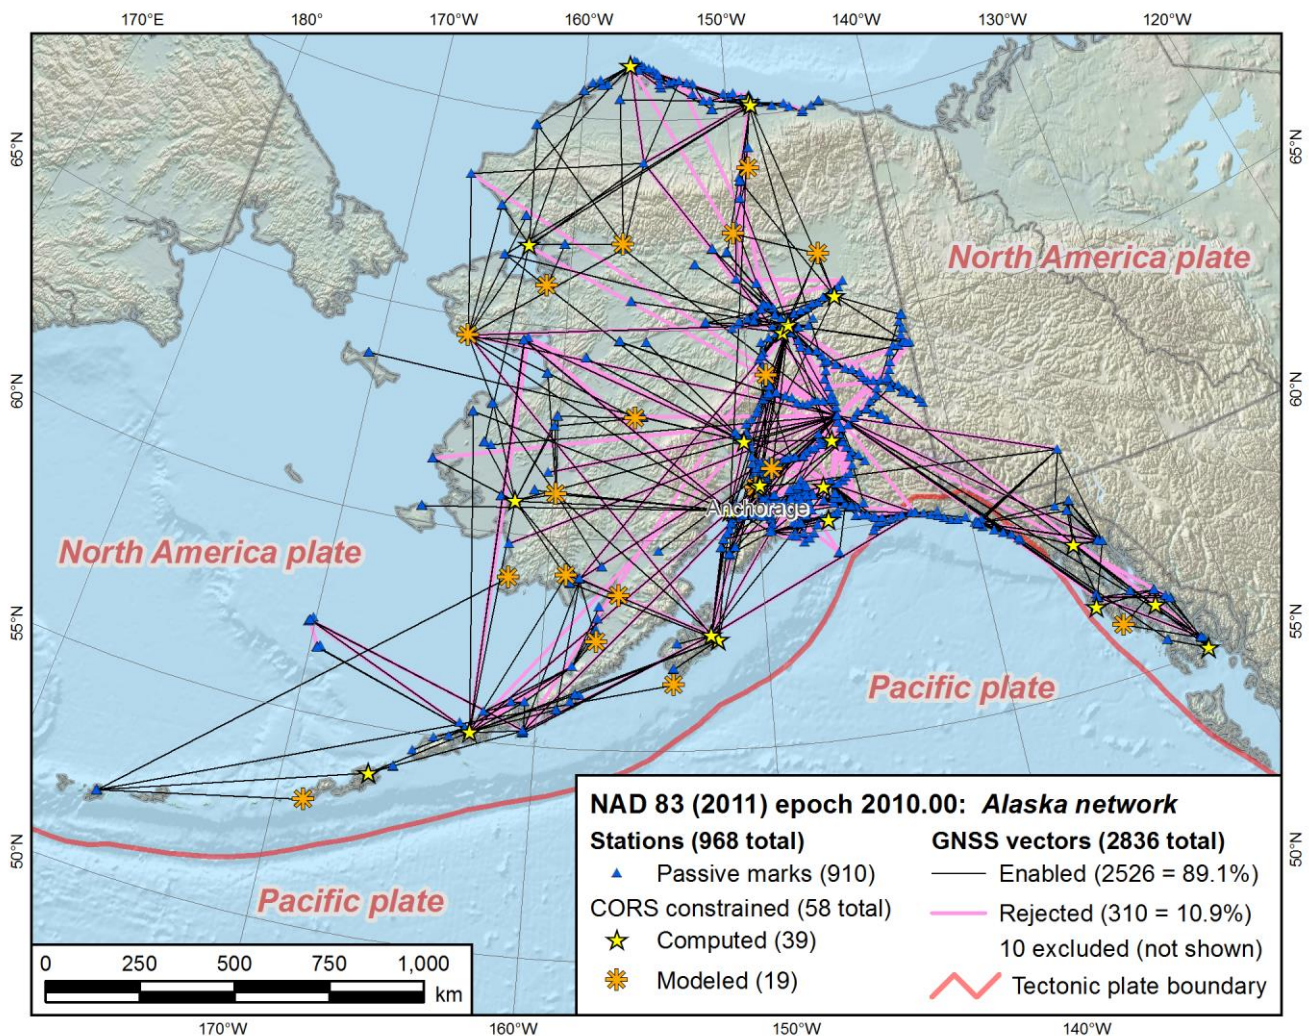 170°E 180° 170°W 160°W 150°W 140°W 130°W 120°W
65°N 65°N
North America plate
60°N 60°N
Anchorage
North America plate
55°N 55°N
Pacific plate
50°N 50°N
Pacific plate
NAD 83 (2011) epoch 2010.00: Alaska network
Stations (968 total)
Passive marks (910)
CORS constrained (58 total)
Computed (39)
Modeled (19)
GNSS vectors (2836 total)
Enabled (2526 = 89.1%)
Rejected (310 = 10.9%)
10 excluded (not shown)
Tectonic plate boundary
0 250 500 750 1,000
km
170°W 160°W 150°W 140°W